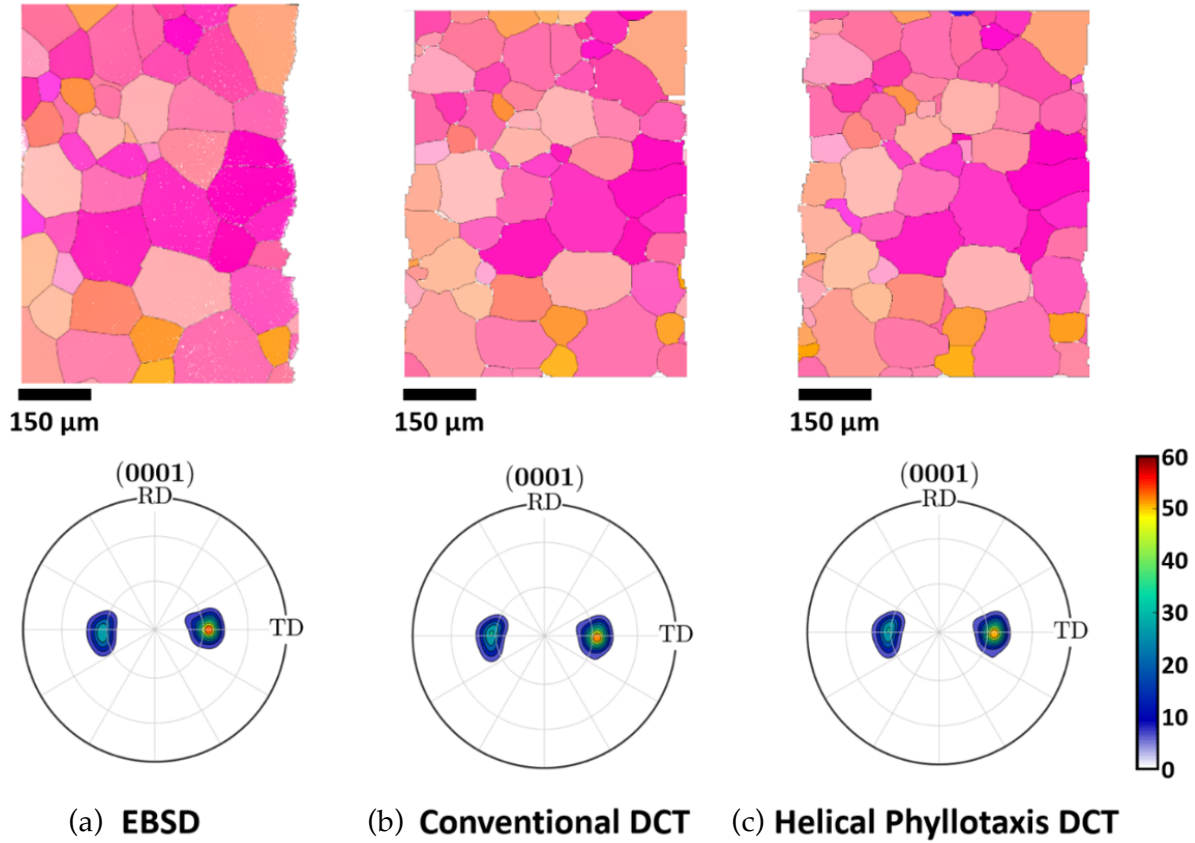 150 µm
150 µm
150 µm
(0001)
RD
TD
(0001)
RD
TD
(0001)
RD
TD
60
50
40
30
20
10
0
(a) EBSD
(b) Conventional DCT
(c) Helical Phyllotaxis DCT